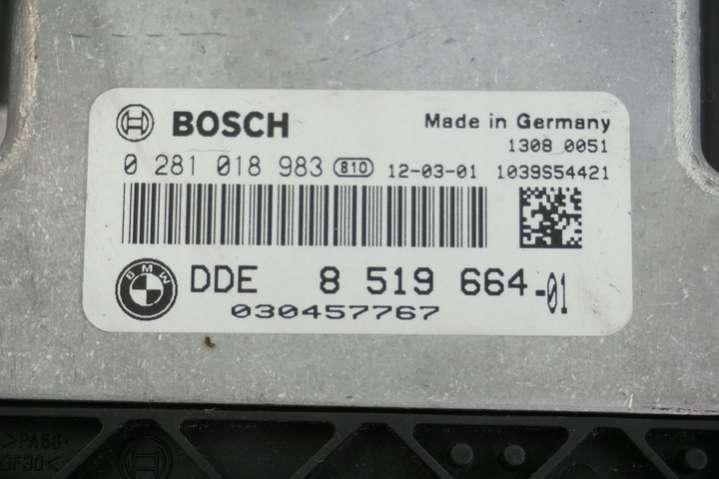 BOSCH
Made in Germany
1308 0051
0 281 018 983 810 12-03-01 1039S54421
BMW
DDE 8 519 664-01
030457767
>PA66-
GF30<